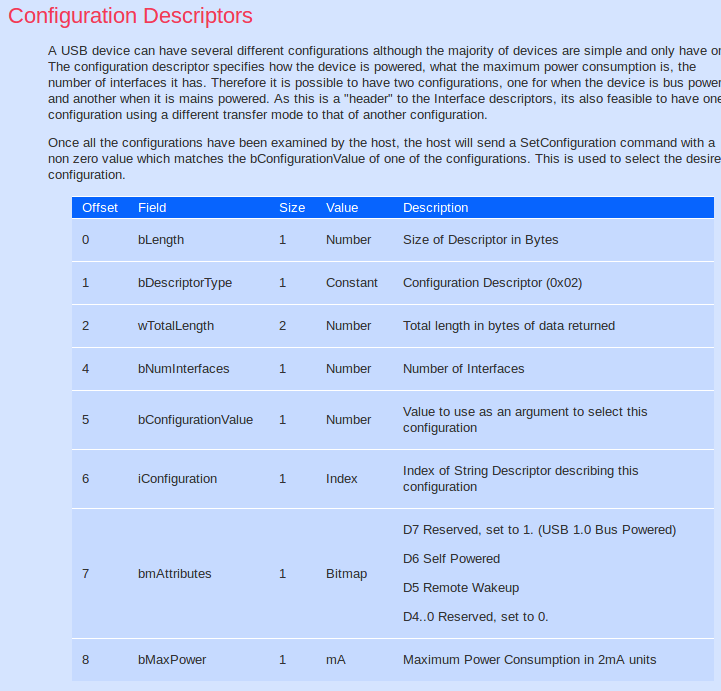 Configuration Descriptors
A USB device can have several different configurations although the majority of devices are simple and only have
The configuration descriptor specifies how the device is powered, what the maximum power consumption is, the
number of interfaces it has. Therefore it is possible to have two configurations, one for when the device is bus
and another when it is mains powered. As this is a "header" to the Interface descriptors, its also feasible to have one
configuration using a different transfer mode to that of another configuration.
Once all the configurations have been examined by the host, the host will send a SetConfiguration command with a
non zero value which matches the bConfigurationValue of one of the configurations. This is used to select the
configuration.
Offset Field Size Value Description
0 bLength 1 Number Size of Descriptor in Bytes
1 bDescriptorType 1 Constant Configuration Descriptor (0x02)
2 wTotalLength 2 Number Total length in bytes of data returned
4 bNumInterfaces 1 Number Number of Interfaces
5 bConfigurationValue 1 Number Value to use as an argument to select this
configuration
6 iConfiguration 1 Index Index of String Descriptor describing this
configuration
7 bmAttributes 1 Bitmap D7 Reserved, set to 1. (USB 1.0 Bus Powered)
D6 Self Powered
D5 Remote Wakeup
D4..0 Reserved, set to 0.
8 bMaxPower 1 mA Maximum Power Consumption in 2mA units